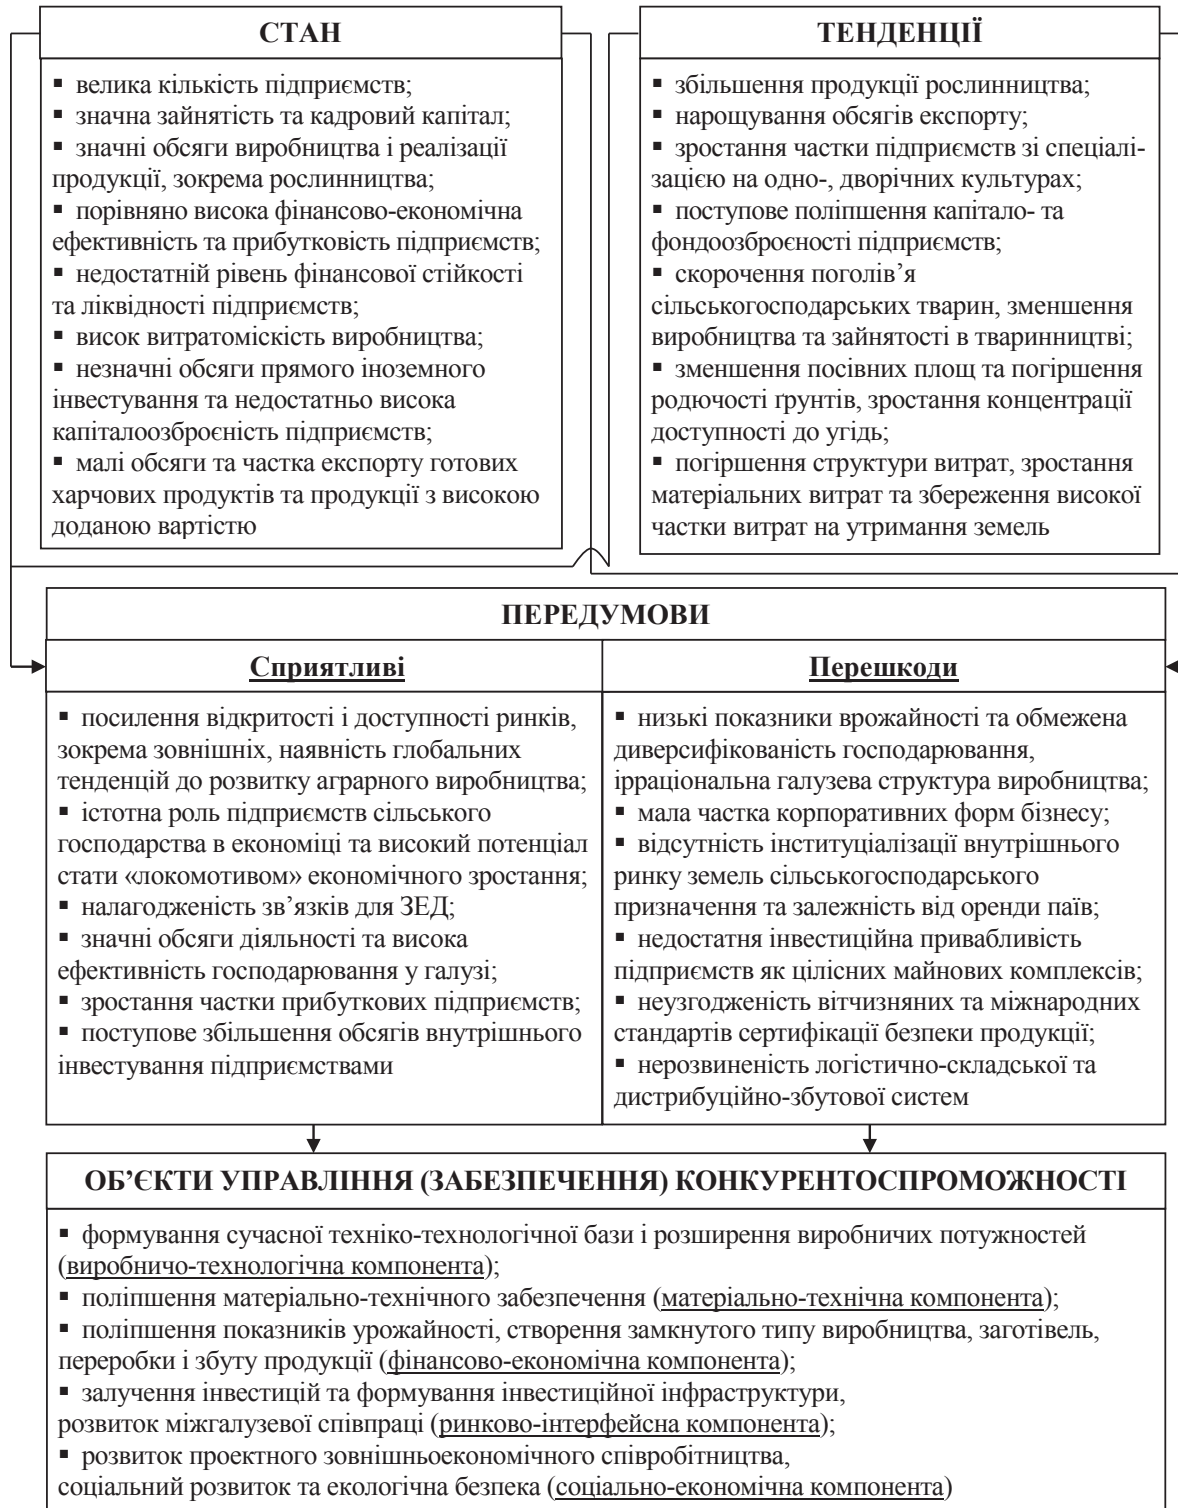 СТАН
▪ велика кількість підприємств;
▪ значна зайнятість та кадровий капітал;
▪ значні обсяги виробництва і реалізації
продукції, зокрема рослинництва;
▪ порівняно висока фінансово-економічна
ефективність та прибутковість підприємств;
▪ недостатній рівень фінансової стійкості
та ліквідності підприємств;
▪ висок витратоміскість виробництва;
▪ незначні обсяги прямого іноземного
інвестування та недостатньо висока
капіталоозброєність підприємств;
▪ малі обсяги та частка експорту готових
харчових продуктів та продукції з високою
доданою вартістю
ТЕНДЕНЦІЇ
▪ збільшення продукції рослинництва;
▪ нарощування обсягів експорту;
▪ зростання частки підприємств зі спеціалі-
зацією на одно-, дворічних культурах;
▪ поступове поліпшення капітало- та
фондоозброєності підприємств;
▪ скорочення поголів’я
сільськогосподарських тварин, зменшення
виробництва та зайнятості в тваринництві;
▪ зменшення посівних площ та погіршення
родючості ґрунтів, зростання концентрації
доступності до угідь;
▪ погіршення структури витрат, зростання
матеріальних витрат та збереження високої
частки витрат на утримання земель
ПЕРЕДУМОВИ
Сприятливі
▪ посилення відкритості і доступності ринків,
зокрема зовнішніх, наявність глобальних
тенденцій до розвитку аграрного виробництва;
▪ істотна роль підприємств сільського
господарства в економіці та високий потенціал
стати «локомотивом» економічного зростання;
▪ налагодженість зв’язків для ЗЕД;
▪ значні обсяги діяльності та висока
ефективність господарювання у галузі;
▪ зростання частки прибуткових підприємств;
▪ поступове збільшення обсягів внутрішнього
інвестування підприємствами
Перешкоди
▪ низькі показники врожайності та обмежена
диверсифікованість господарювання,
ірраціональна галузева структура виробництва;
▪ мала частка корпоративних форм бізнесу;
▪ відсутність інституціалізації внутрішнього
ринку земель сільськогосподарського
призначення та залежність від оренди паїв;
▪ недостатня інвестиційна привабливість
підприємств як цілісних майнових комплексів;
▪ неузгодженість вітчизняних та міжнародних
стандартів сертифікації безпеки продукції;
▪ нерозвиненість логістично-складської та
дистрибуційно-збутової систем
ОБ’ЄКТИ УПРАВЛІННЯ (ЗАБЕЗПЕЧЕННЯ) КОНКУРЕНТОСПРОМОЖНОСТІ
▪ формування сучасної техніко-технологічної бази і розширення виробничих потужностей
(виробничо-технологічна компонента);
▪ поліпшення матеріально-технічного забезпечення (матеріально-технічна компонента);
▪ поліпшення показників урожайності, створення замкнутого типу виробництва, заготівель,
переробки і збуту продукції (фінансово-економічна компонента);
▪ залучення інвестицій та формування інвестиційної інфраструктури,
розвиток міжгалузевої співпраці (ринково-інтерфейсна компонента);
▪ розвиток проектного зовнішньоекономічного співробітництва,
соціальний розвиток та екологічна безпека (соціально-економічна компонента)